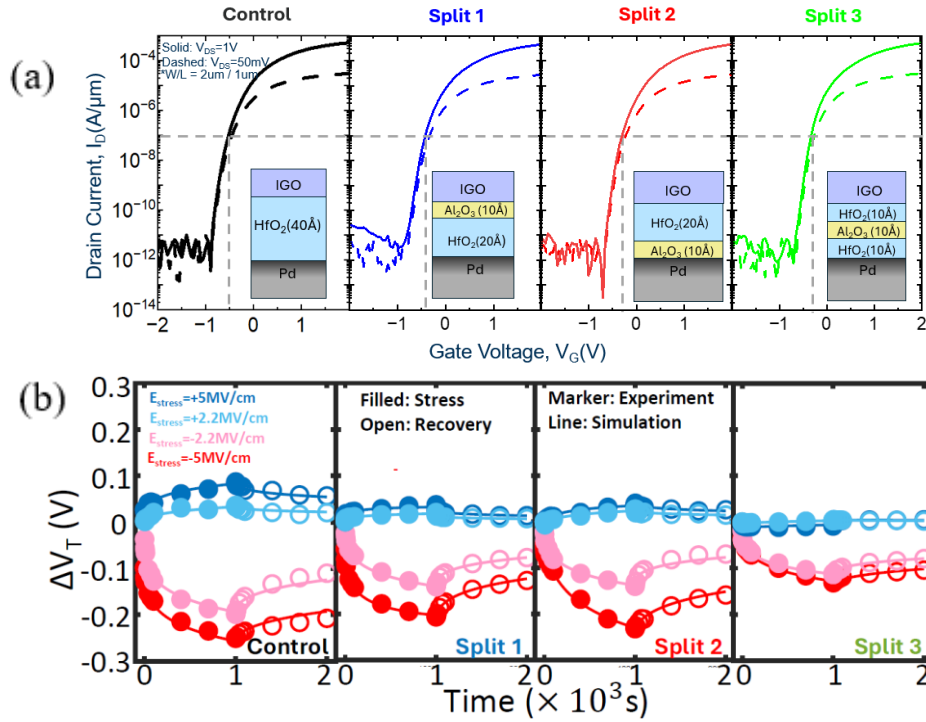 Control
Split 1
Split 2
Split 3
(a)
Solid: V_DS=1V
Dashed: V_DS=50mV
*W/L = 2um / 1um
Drain Current, I_D(A/μm)
10⁻⁴
10⁻⁶
10⁻⁸
10⁻¹⁰
10⁻¹²
10⁻¹⁴
IGO
HfO₂(40Å)
Pd
IGO
Al₂O₃(10Å)
HfO₂(20Å)
Pd
IGO
HfO₂(20Å)
Al₂O₃(10Å)
Pd
IGO
HfO₂(10Å)
Al₂O₃(10Å)
HfO₂(10Å)
Pd
−2 −1 0 1 −1 0 1 −1 0 1 −1 0 1 2
Gate Voltage, V_G(V)
(b)
E_stress=+5MV/cm
E_stress=+2.2MV/cm
E_stress=-2.2MV/cm
E_stress=-5MV/cm
Filled: Stress
Open: Recovery
Marker: Experiment
Line: Simulation
ΔV_T (V)
0.3
0.2
0.1
0
-0.1
-0.2
-0.3
Control
Split 1
Split 2
Split 3
0 1 2 0 1 2 0 1 2 0 1 2
Time (× 10³s)